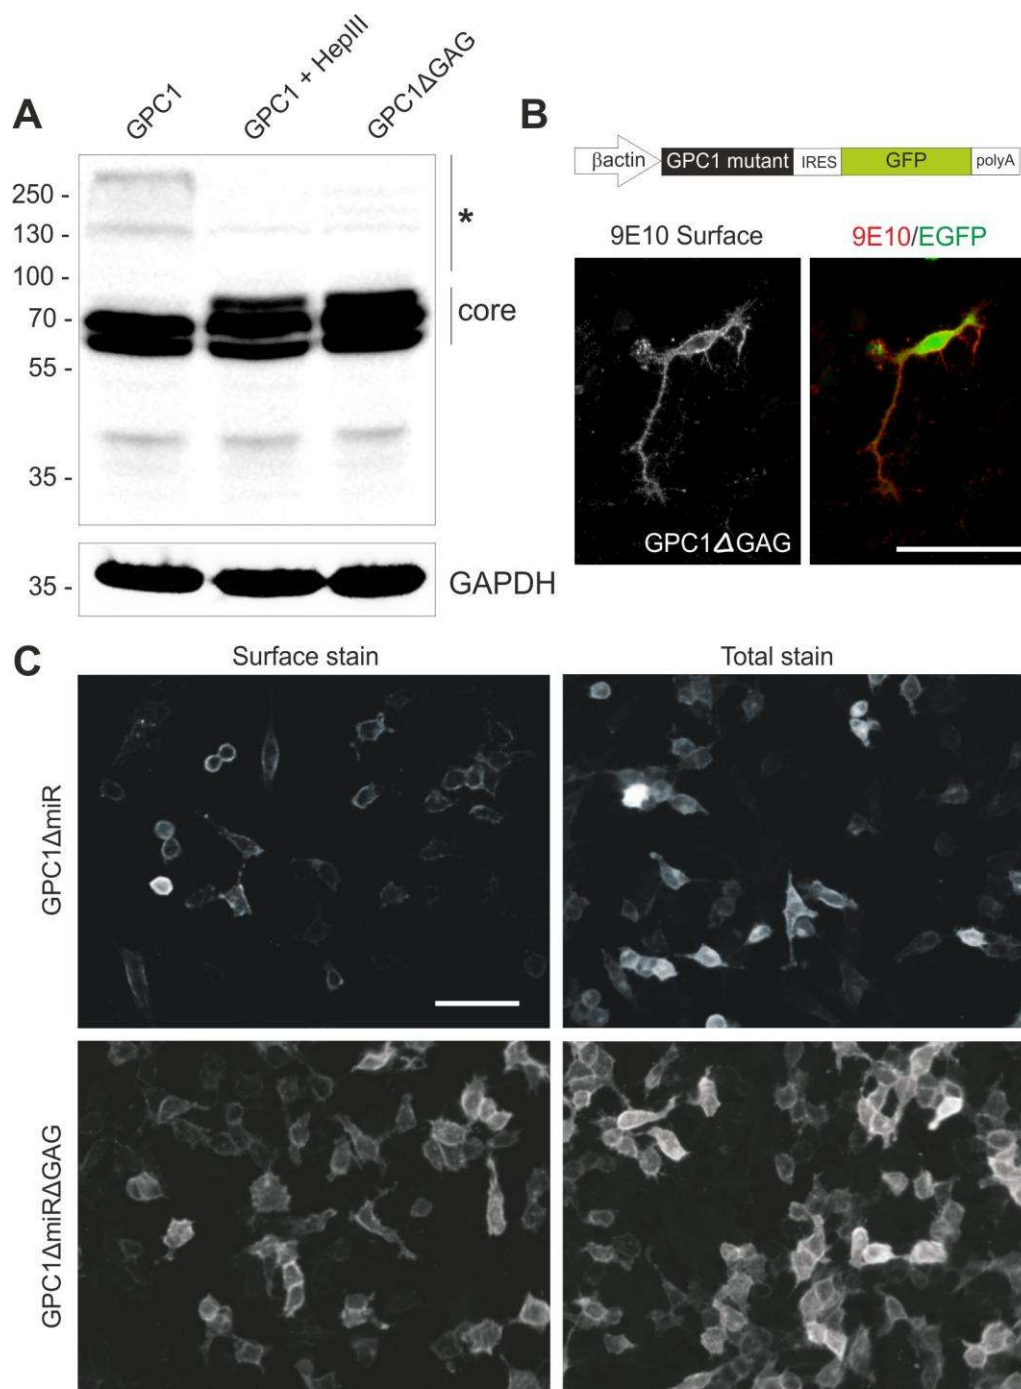 A
GPC1
GPC1 + HepIII
GPC1ΔGAG
250 -
130 -
100 -
70 -
55 -
35 -
*
core
35 -
GAPDH
B
βactin
GPC1 mutant
IRES
GFP
polyA
9E10 Surface
9E10/EGFP
GPC1ΔGAG
C
Surface stain
Total stain
GPC1ΔmiR
GPC1ΔmiRΔGAG